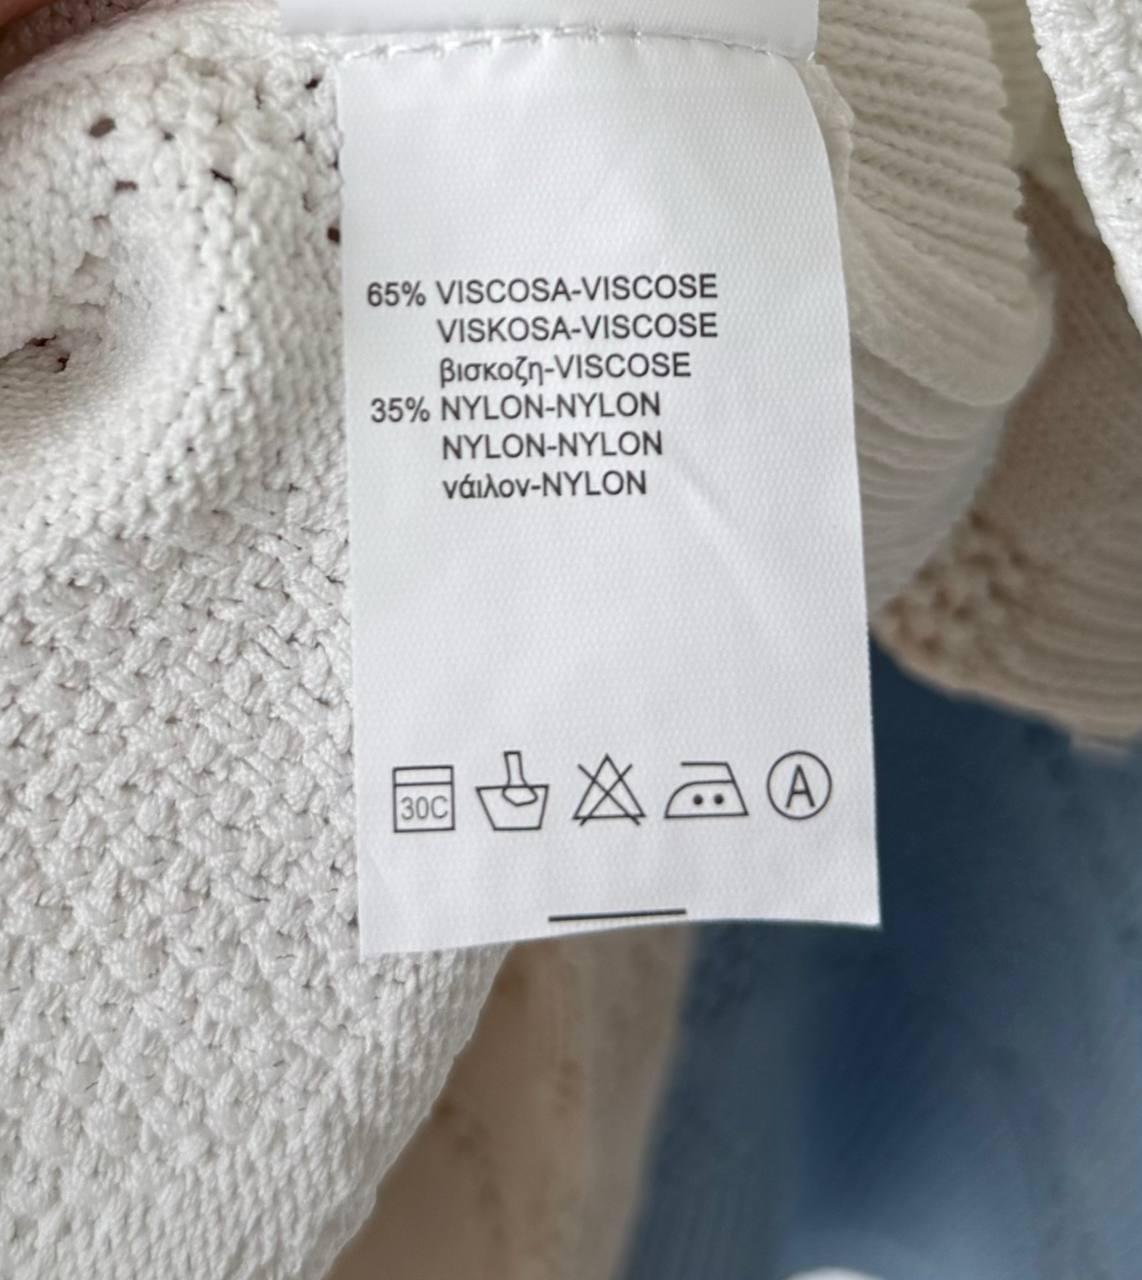 65% VISCOSA-VISCOSE
VISKOSA-VISCOSE
βισκοζη-VISCOSE
35% NYLON-NYLON
NYLON-NYLON
νάιλον-NYLON
30C
A